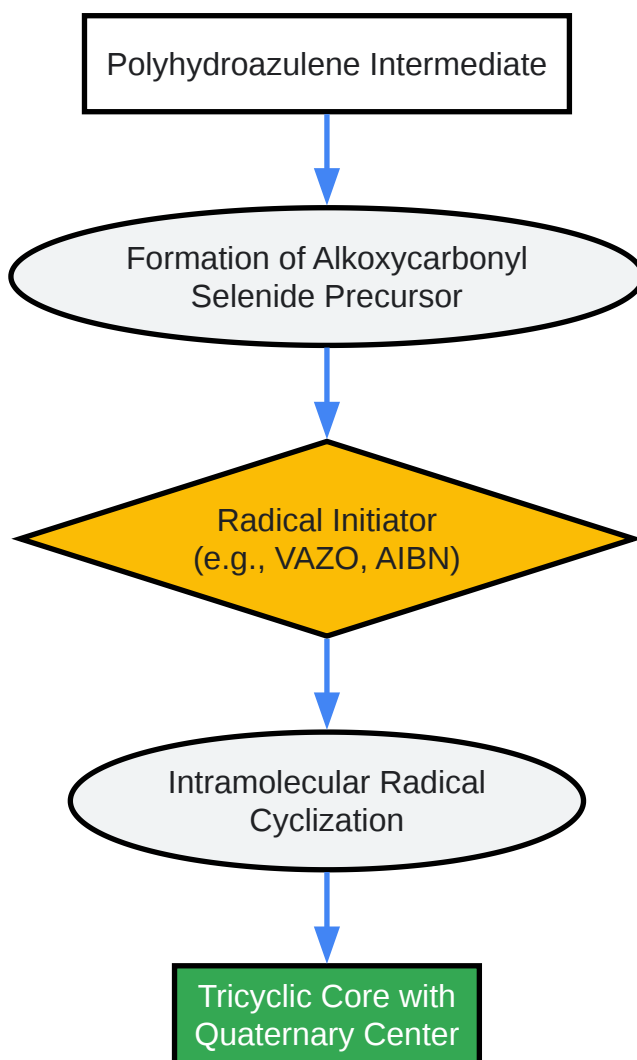 Polyhydroazulene Intermediate
Formation of Alkoxycarbonyl
Selenide Precursor
Radical Initiator
(e.g., VAZO, AIBN)
Intramolecular Radical
Cyclization
Tricyclic Core with
Quaternary Center